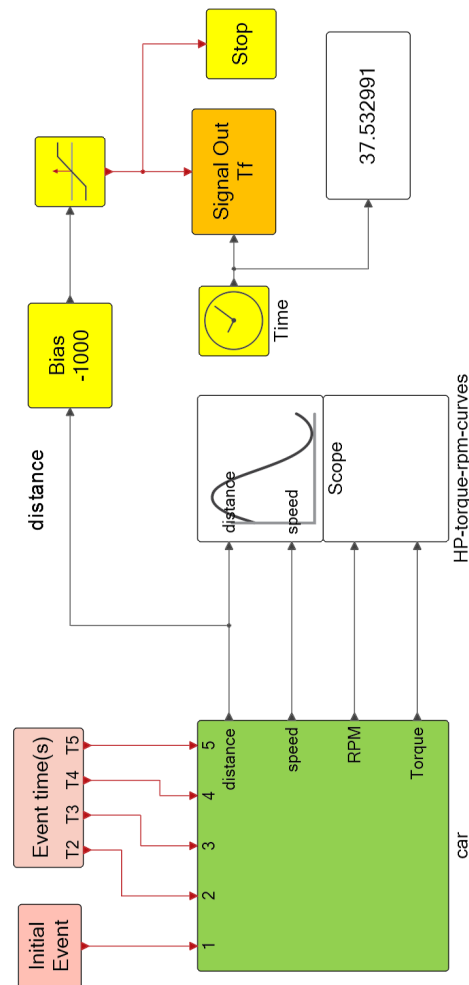 Initial
Event
Event time(s)
T2 T3 T4 T5
1 2 3 4 5
distance
speed
RPM
Torque
car
distance
Bias
-1000
distance
speed
Scope
HP-torque-rpm-curves
Time
Signal Out
Tf
Stop
37.532991